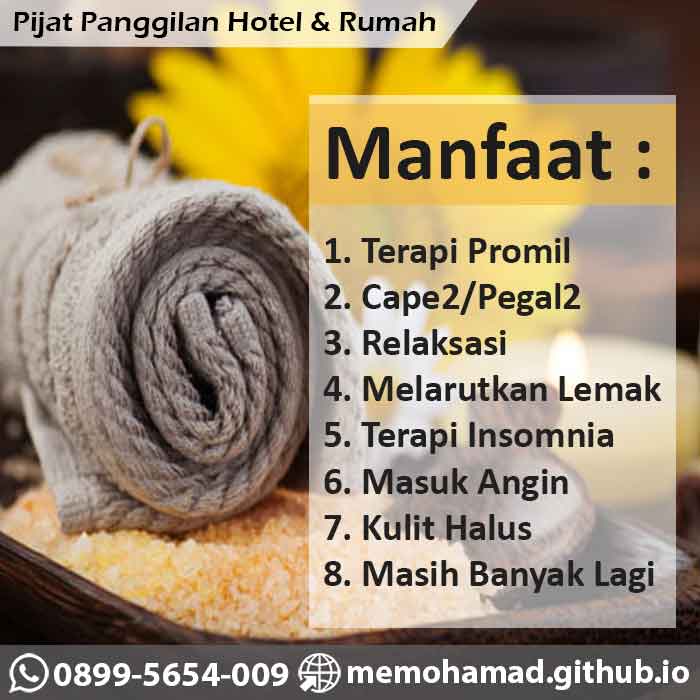 Pijat Panggilan Hotel & Rumah
Manfaat :
1. Terapi Promil
2. Cape2/Pegal2
3. Relaksasi
4. Melarutkan Lemak
5. Terapi Insomnia
6. Masuk Angin
7. Kulit Halus
8. Masih Banyak Lagi
0899-5654-009 memohamad.github.io